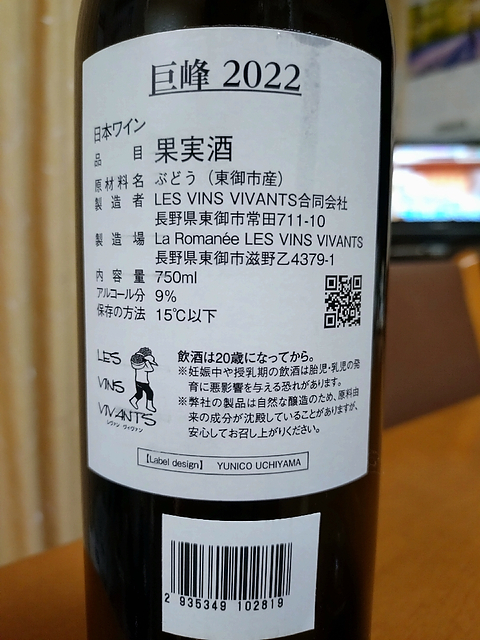 巨峰 2022
日本ワイン
品目 果実酒
原材料名 ぶどう（東御市産）
製造者 LES VINS VIVANTS合同会社
長野県東御市常田711-10
製造場 La Romanée LES VINS VIVANTS
長野県東御市滋野乙4379-1
内容量 750ml
アルコール分 9%
保存の方法 15℃以下
LES
VINS
VIVANTS
レヴァン ヴィヴァン
飲酒は20歳になってから。
※妊娠中や授乳期の飲酒は胎児・乳児の発
育に悪影響を与える恐れがあります。
※弊社の製品は自然な醸造のため、原料由
来の成分が沈殿していることがありますが、
安心してお召し上がりください。
【Label design】 YUNICO UCHIYAMA
2 935349 102819